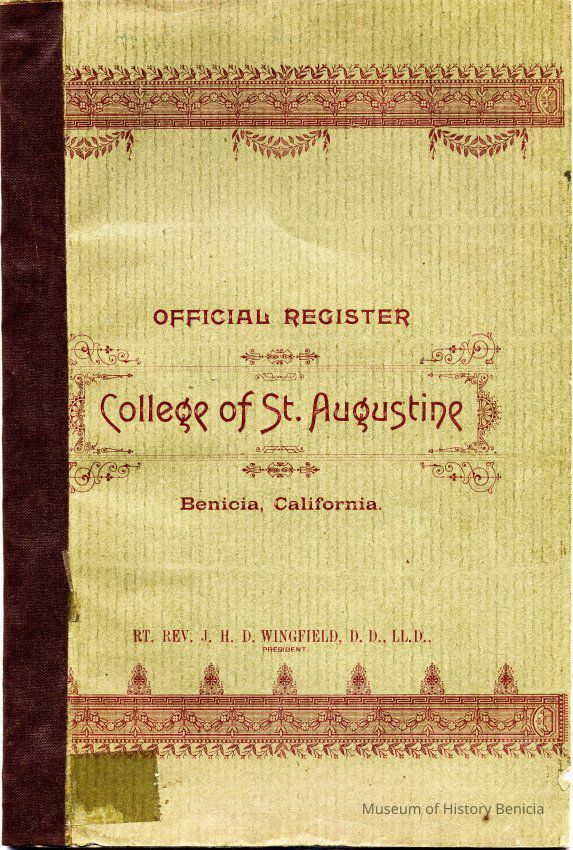 OFFICIAL REGISTER
College of St. Augustine
Benicia, California.
RT. REV. J. H. D. WINGFIELD, D. D., LL.D.,
PRESIDENT.
Museum of History Benicia